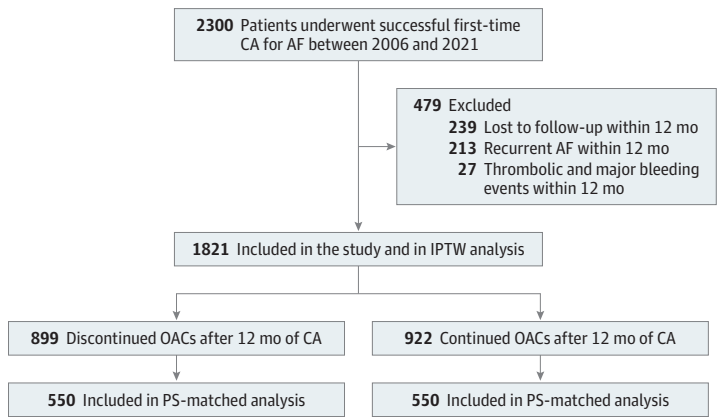 2300 Patients underwent successful first-time
CA for AF between 2006 and 2021
479 Excluded
239 Lost to follow-up within 12 mo
213 Recurrent AF within 12 mo
27 Thrombolic and major bleeding
events within 12 mo
1821 Included in the study and in IPTW analysis
899 Discontinued OACs after 12 mo of CA
922 Continued OACs after 12 mo of CA
550 Included in PS-matched analysis
550 Included in PS-matched analysis